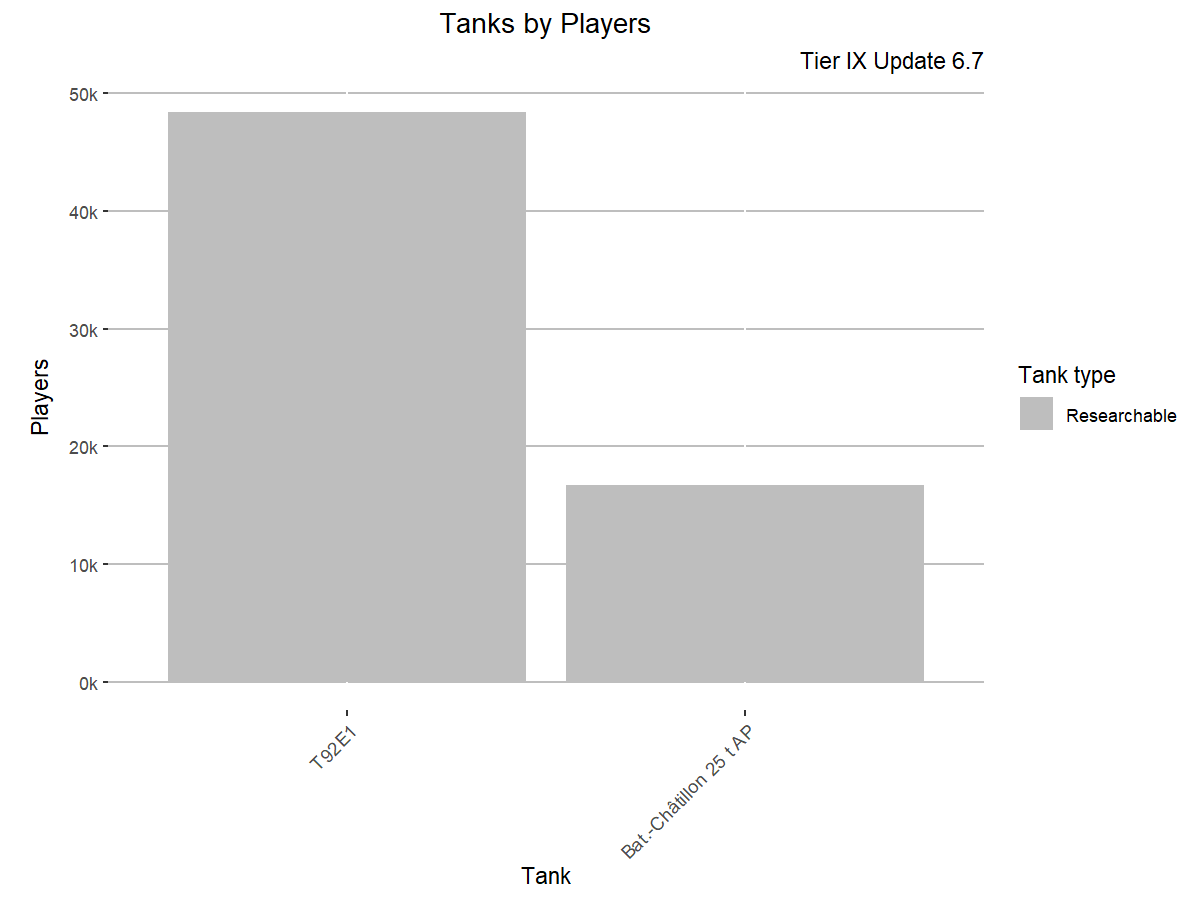 Tanks by Players
Tier IX Update 6.7
50k
40k
30k
20k
10k
0k
Players
T92E1
Bat.-Châtillon 25 t AP
Tank
Tank type
Researchable